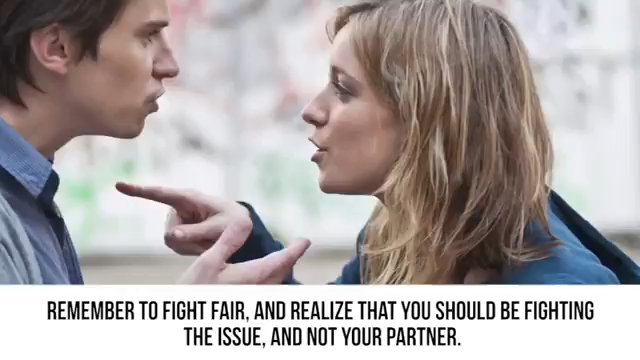 REMEMBER TO FIGHT FAIR, AND REALIZE THAT YOU SHOULD BE FIGHTING
THE ISSUE, AND NOT YOUR PARTNER.